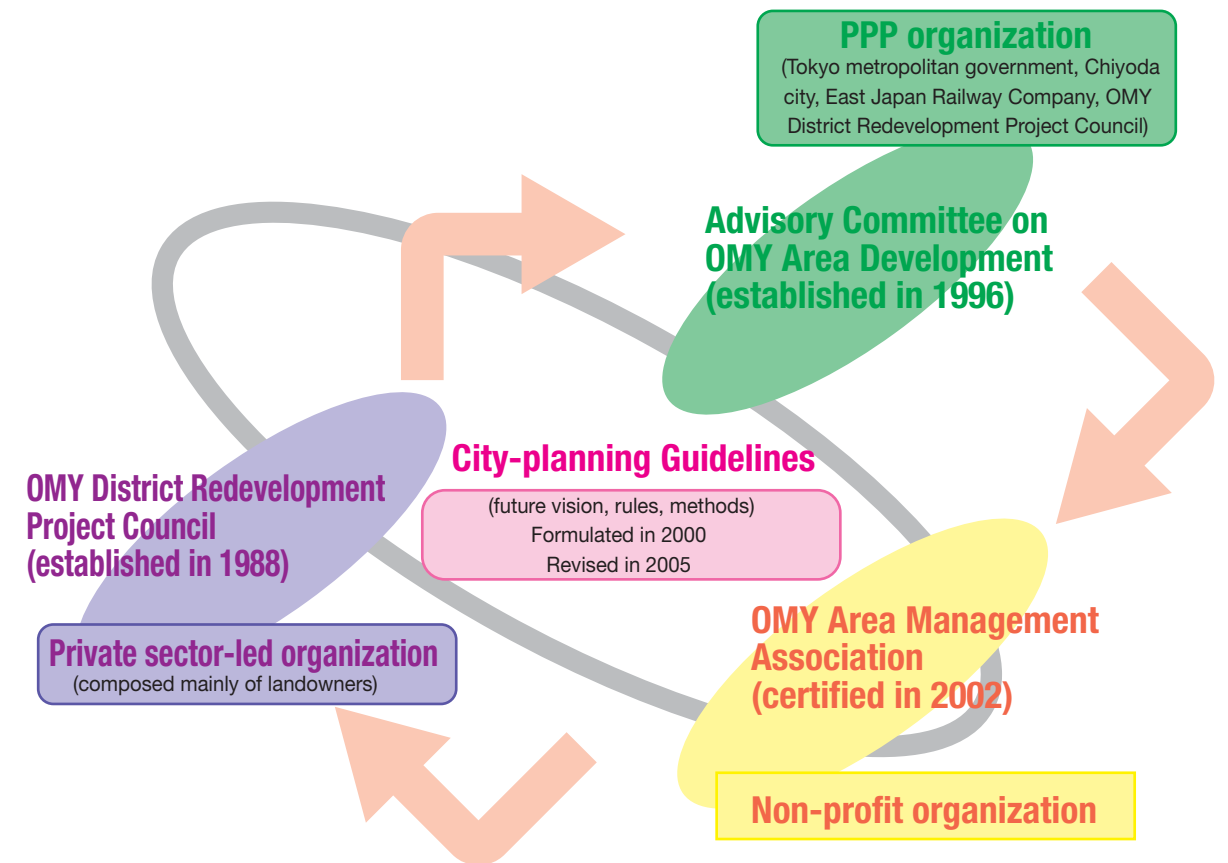 PPP organization
(Tokyo metropolitan government, Chiyoda
city, East Japan Railway Company, OMY
District Redevelopment Project Council)
Advisory Committee on
OMY Area Development
(established in 1996)
City-planning Guidelines
(future vision, rules, methods)
Formulated in 2000
Revised in 2005
OMY District Redevelopment
Project Council
(established in 1988)
Private sector-led organization
(composed mainly of landowners)
OMY Area Management
Association
(certified in 2002)
Non-profit organization